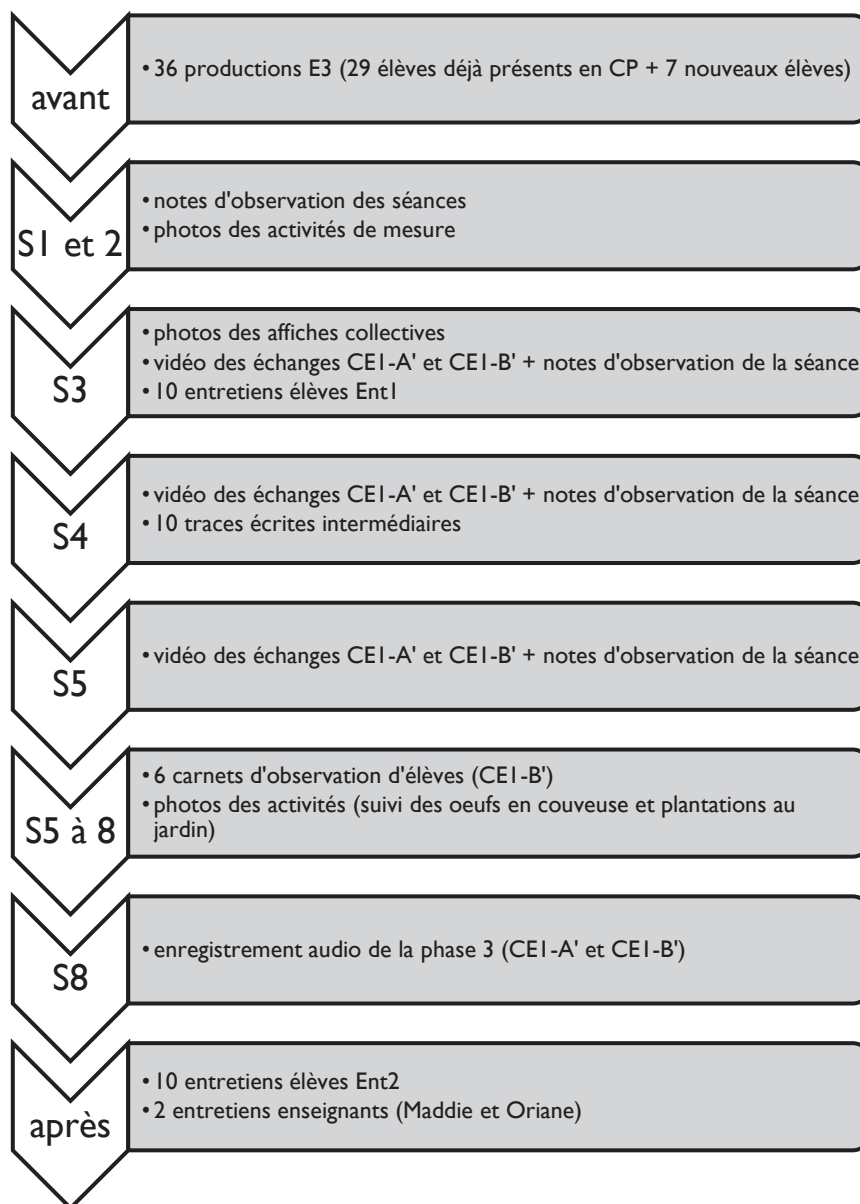 avant
• 36 productions E3 (29 élèves déjà présents en CP + 7 nouveaux élèves)
S1 et 2
• notes d'observation des séances
• photos des activités de mesure
S3
• photos des affiches collectives
• vidéo des échanges CE1-A' et CE1-B' + notes d'observation de la séance
• 10 entretiens élèves Ent1
S4
• vidéo des échanges CE1-A' et CE1-B' + notes d'observation de la séance
• 10 traces écrites intermédiaires
S5
• vidéo des échanges CE1-A' et CE1-B' + notes d'observation de la séance
S5 à 8
• 6 carnets d'observation d'élèves (CE1-B')
• photos des activités (suivi des oeufs en couveuse et plantations au
jardin)
S8
• enregistrement audio de la phase 3 (CE1-A' et CE1-B')
après
• 10 entretiens élèves Ent2
• 2 entretiens enseignants (Maddie et Oriane)